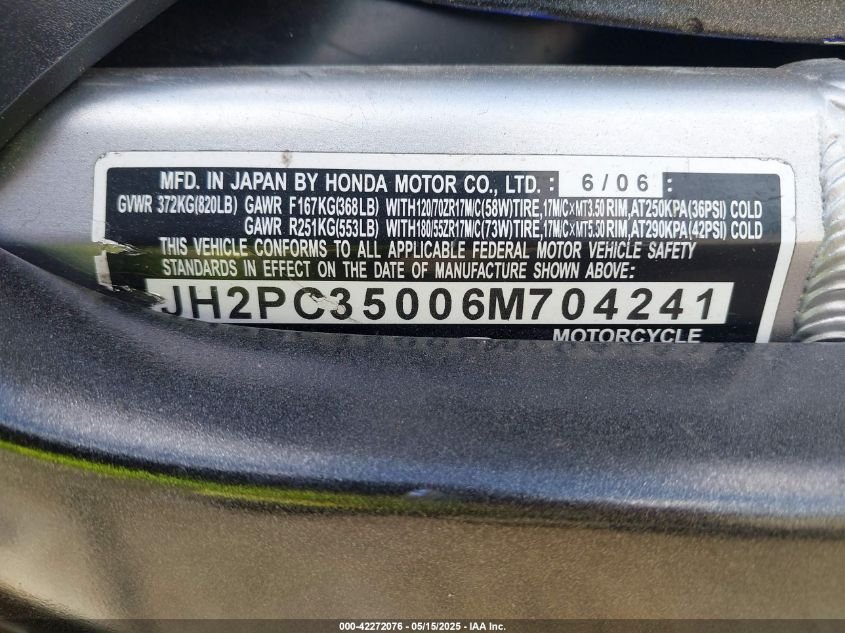 MFD. IN JAPAN BY HONDA MOTOR CO., LTD. : 6/06 :
GVWR 372KG(820LB) GAWR F167KG(368LB) WITH120/70ZR17M/C(58W)TIRE,17M/C×MT3.50 RIM,AT250KPA(36PSI) COLD
GAWR R251KG(553LB) WITH180/55ZR17M/C(73W)TIRE,17M/C×MT5.50 RIM,AT290KPA(42PSI) COLD
THIS VEHICLE CONFORMS TO ALL APPLICABLE FEDERAL MOTOR VEHICLE SAFETY
STANDARDS IN EFFECT ON THE DATE OF MANUFACTURE SHOWN ABOVE:
JH2PC35006M704241
MOTORCYCLE
000-42272076 - 05/15/2025 - IAA Inc.